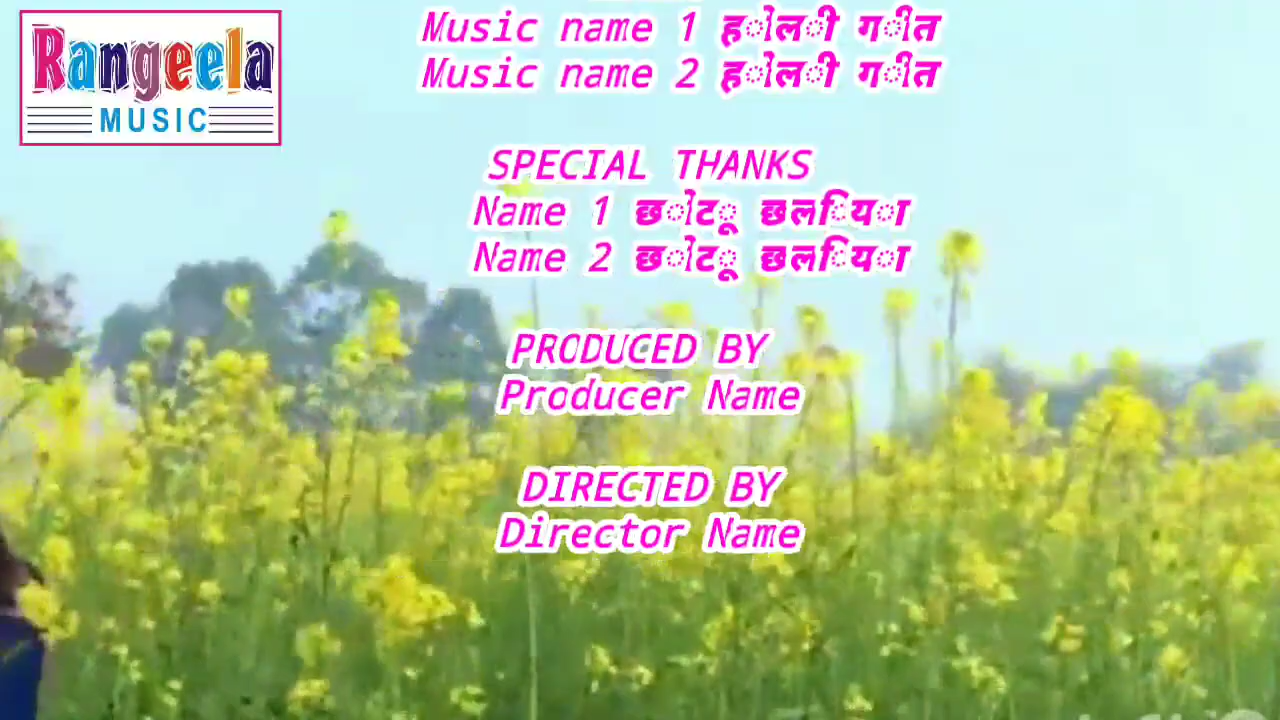 Rangeela
MUSIC
Music name 1 होली गीत
Music name 2 होली गीत
SPECIAL THANKS
Name 1 छोटू छलिया
Name 2 छोटू छलिया
PRODUCED BY
Producer Name
DIRECTED BY
Director Name